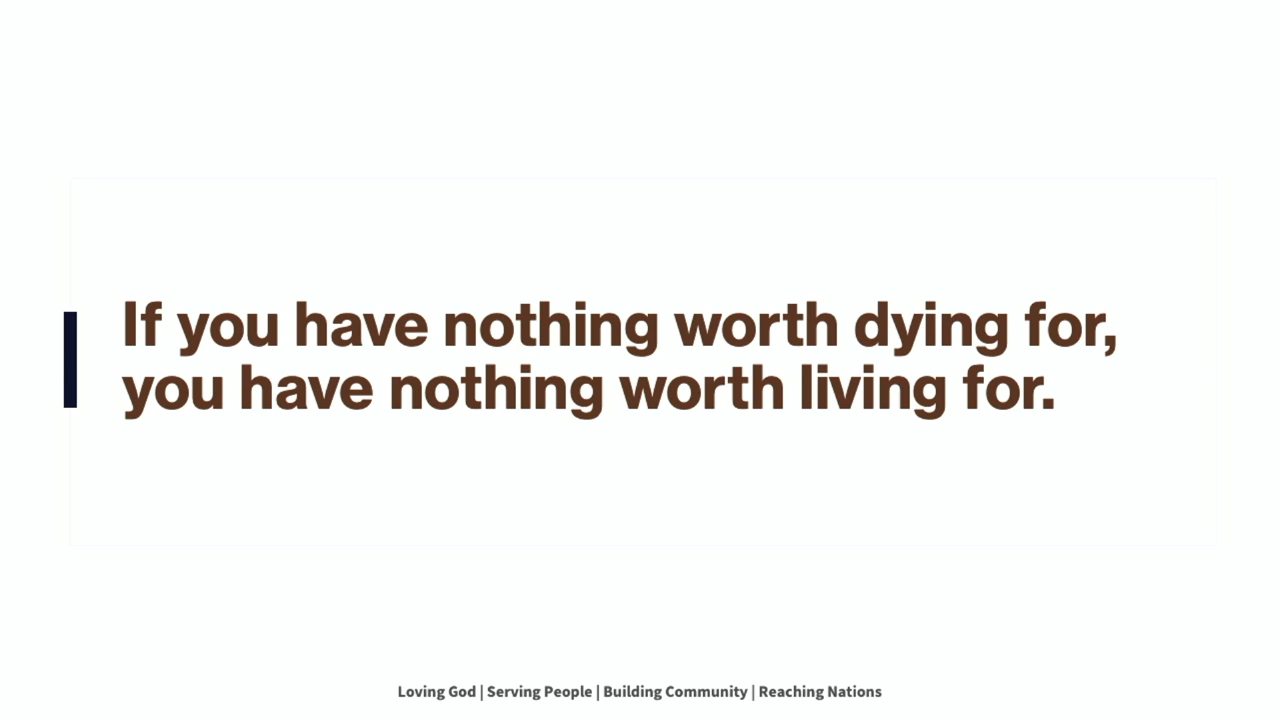 If you have nothing worth dying for,
you have nothing worth living for.
Loving God | Serving People | Building Community | Reaching Nations